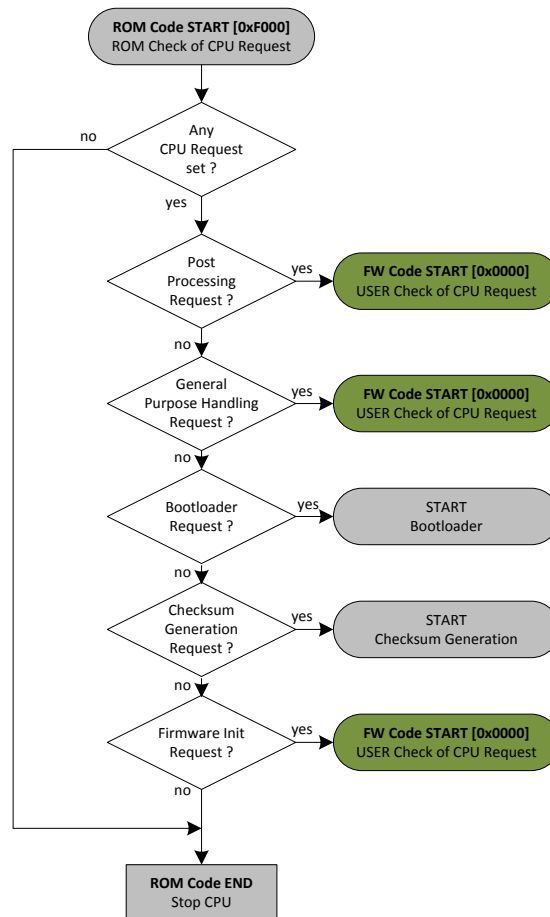 ROM Code START [0xF000]
ROM Check of CPU Request
no
Any
CPU Request
set ?
yes
Post
Processing
Request ?
yes
FW Code START [0x0000]
USER Check of CPU Request
no
General
Purpose Handling
Request ?
yes
FW Code START [0x0000]
USER Check of CPU Request
no
Bootloader
Request ?
yes
START
Bootloader
no
Checksum
Generation
Request ?
yes
START
Checksum Generation
no
Firmware Init
Request ?
yes
FW Code START [0x0000]
USER Check of CPU Request
no
ROM Code END
Stop CPU